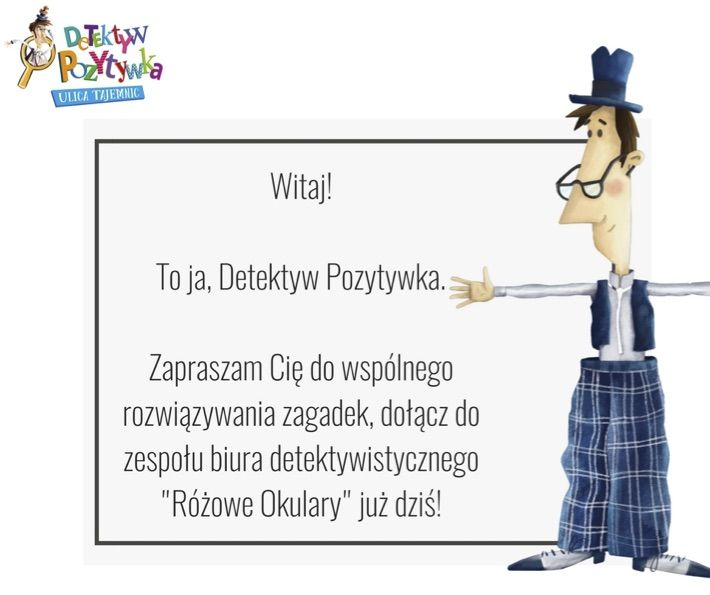 DeTEktyW
PoZYtyWka
ULICA TAJEMNIC
Witaj!
To ja, Detektyw Pozytywka.
Zapraszam Cię do wspólnego
rozwiązywania zagadek, dołącz do
zespołu biura detektywistycznego
"Różowe Okulary" już dziś!